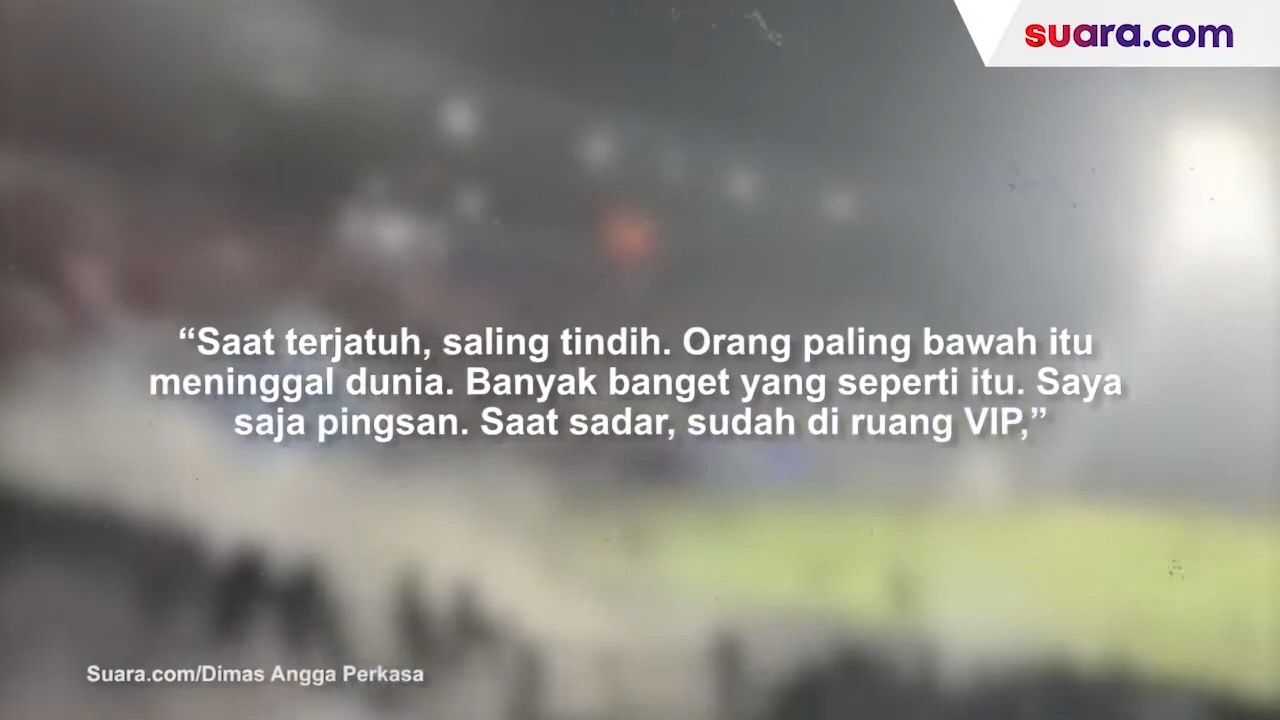 suara.com
“Saat terjatuh, saling tindih. Orang paling bawah itu
meninggal dunia. Banyak banget yang seperti itu. Saya
saja pingsan. Saat sadar, sudah di ruang VIP,”
Suara.com/Dimas Angga Perkasa